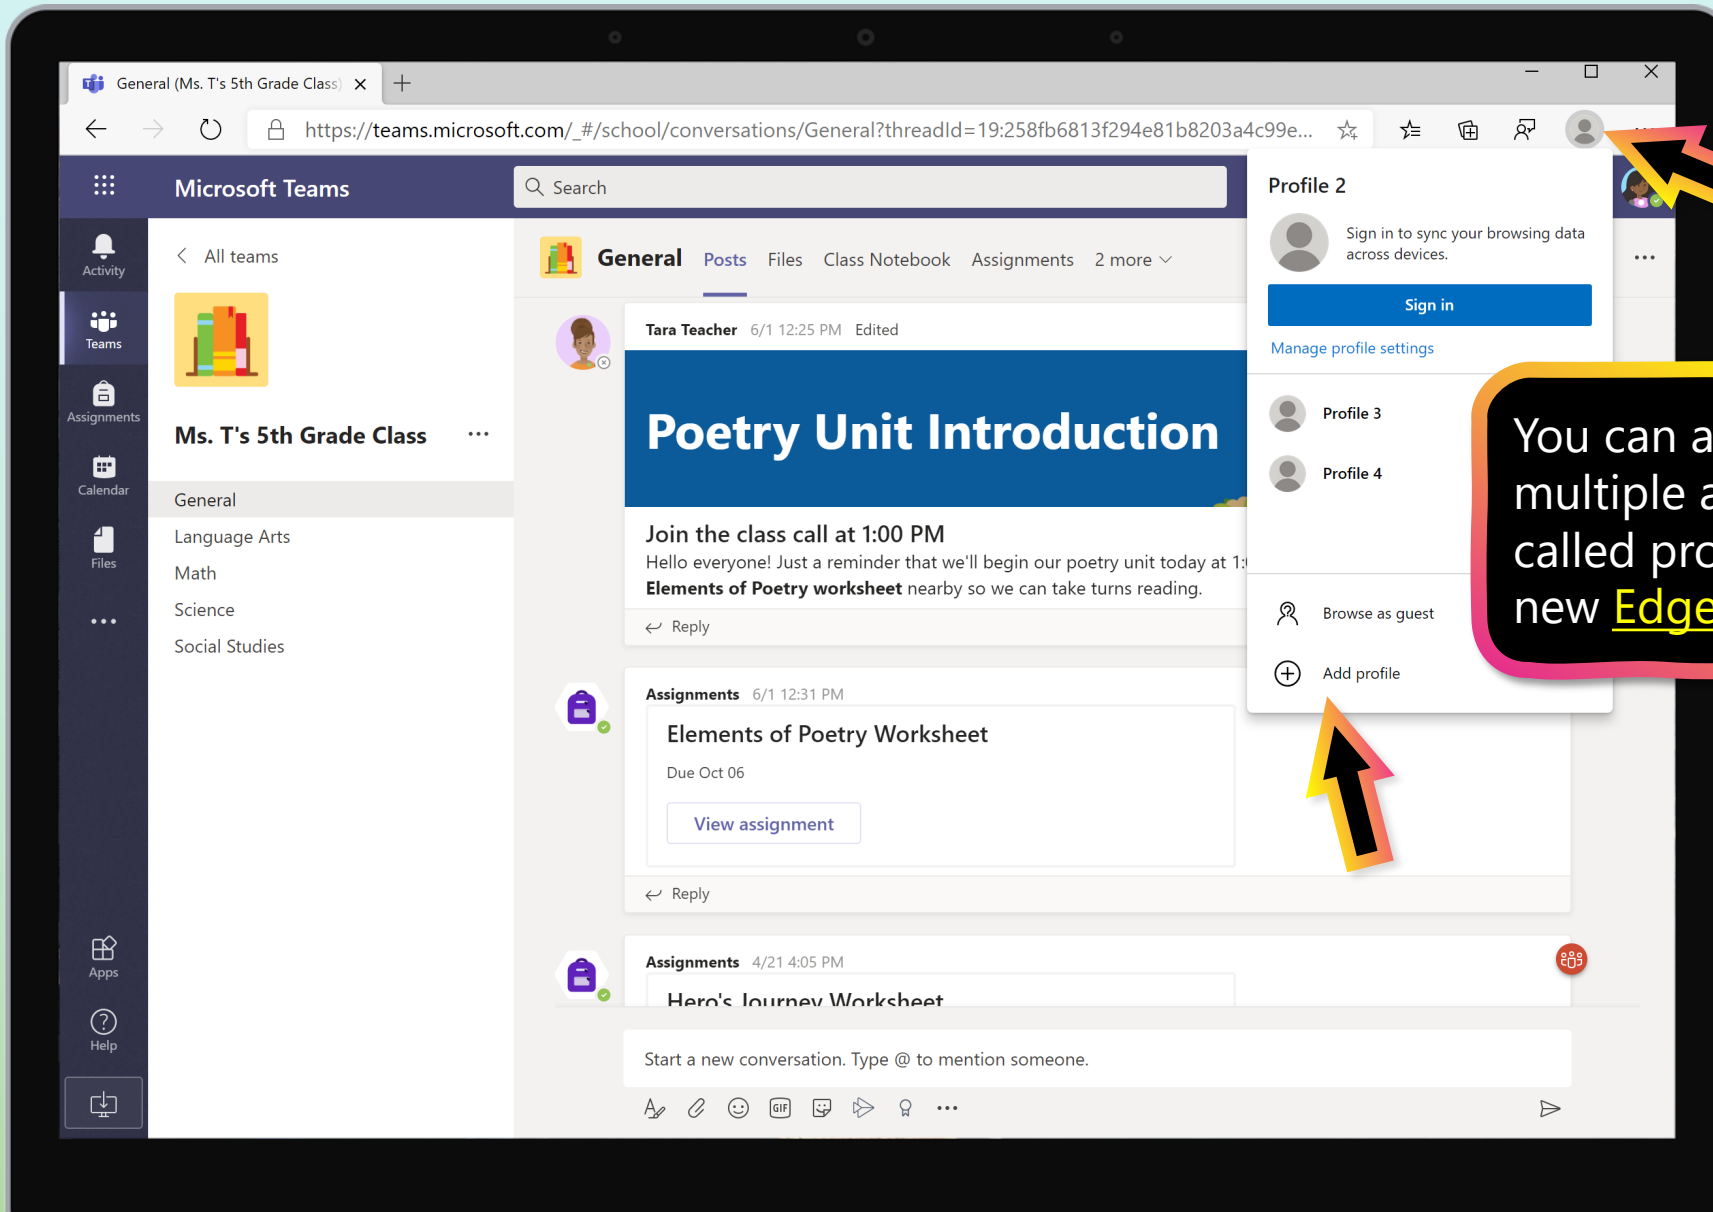 General (Ms. T's 5th Grade Class)
https://teams.microsoft.com/_#/school/conversations/General?threadId=19:258fb6813f294e81b8203a4c99e...
Microsoft Teams
Search
Activity
Teams
Assignments
Calendar
Files
Apps
Help
All teams
Ms. T's 5th Grade Class
General
Language Arts
Math
Science
Social Studies
General Posts Files Class Notebook Assignments 2 more
Tara Teacher 6/1 12:25 PM Edited
Poetry Unit Introduction
Join the class call at 1:00 PM
Hello everyone! Just a reminder that we'll begin our poetry unit today at
Elements of Poetry worksheet nearby so we can take turns reading.
Reply
Assignments 6/1 12:31 PM
Elements of Poetry Worksheet
Due Oct 06
View assignment
Reply
Assignments 4/21 4:05 PM
Hero's Journey Worksheet
Start a new conversation. Type @ to mention someone.
GIF
Profile 2
Sign in to sync your browsing data
across devices.
Sign in
Manage profile settings
Profile 3
Profile 4
Browse as guest
Add profile
You can
multiple
called
new Edge